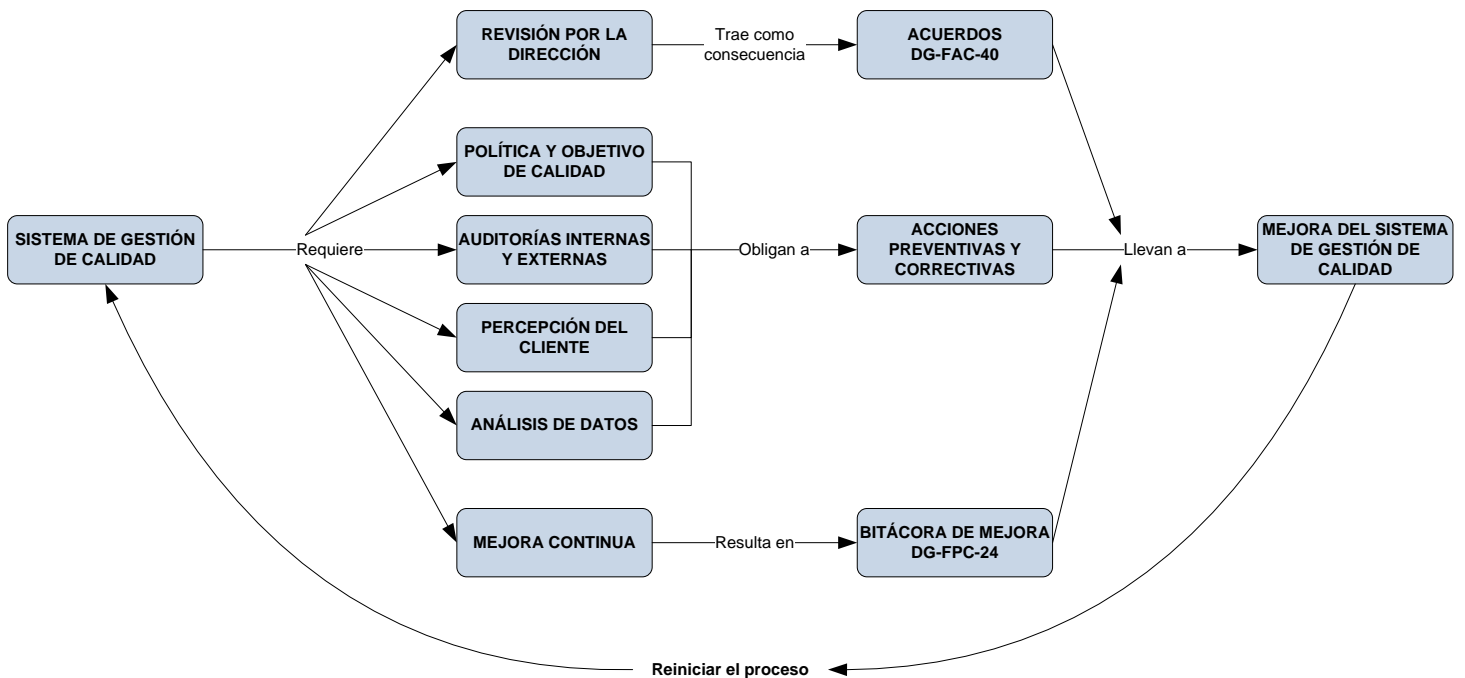 REVISIÓN POR LA
DIRECCIÓN
Trae como
consecuencia
ACUERDOS
DG-FAC-40
POLÍTICA Y OBJETIVO
DE CALIDAD
SISTEMA DE GESTIÓN
DE CALIDAD
Requiere
AUDITORÍAS INTERNAS
Y EXTERNAS
Obligan a
ACCIONES
PREVENTIVAS Y
CORRECTIVAS
Llevan a
MEJORA DEL SISTEMA
DE GESTIÓN DE
CALIDAD
PERCEPCIÓN DEL
CLIENTE
ANÁLISIS DE DATOS
MEJORA CONTINUA
Resulta en
BITÁCORA DE MEJORA
DG-FPC-24
Reiniciar el proceso